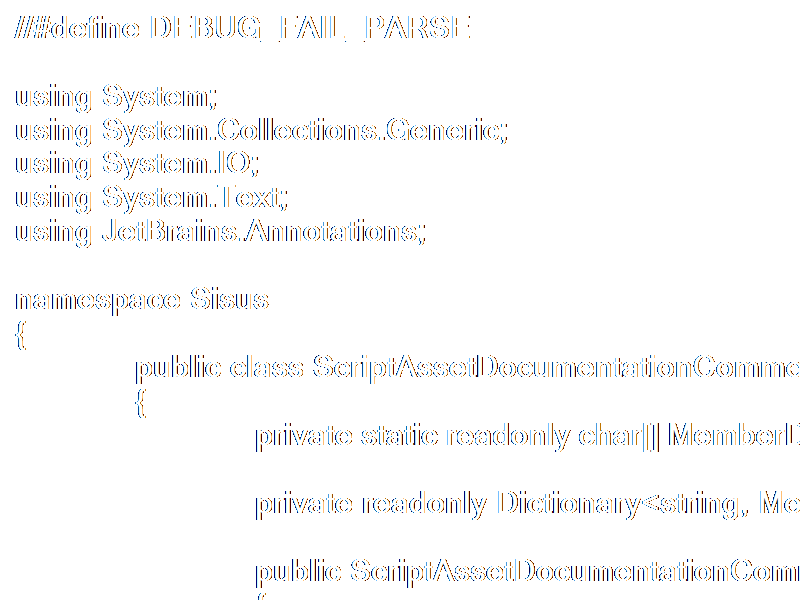 //#define DEBUG_FAIL_PARSE
using System;
using System.Collections.Generic;
using System.IO;
using System.Text;
using JetBrains.Annotations;
namespace Sisus
{
public class ScriptAssetDocumentationComme
{
private static readonly char[] MemberD
private readonly Dictionary<string, Me
public ScriptAssetDocumentationCom
{